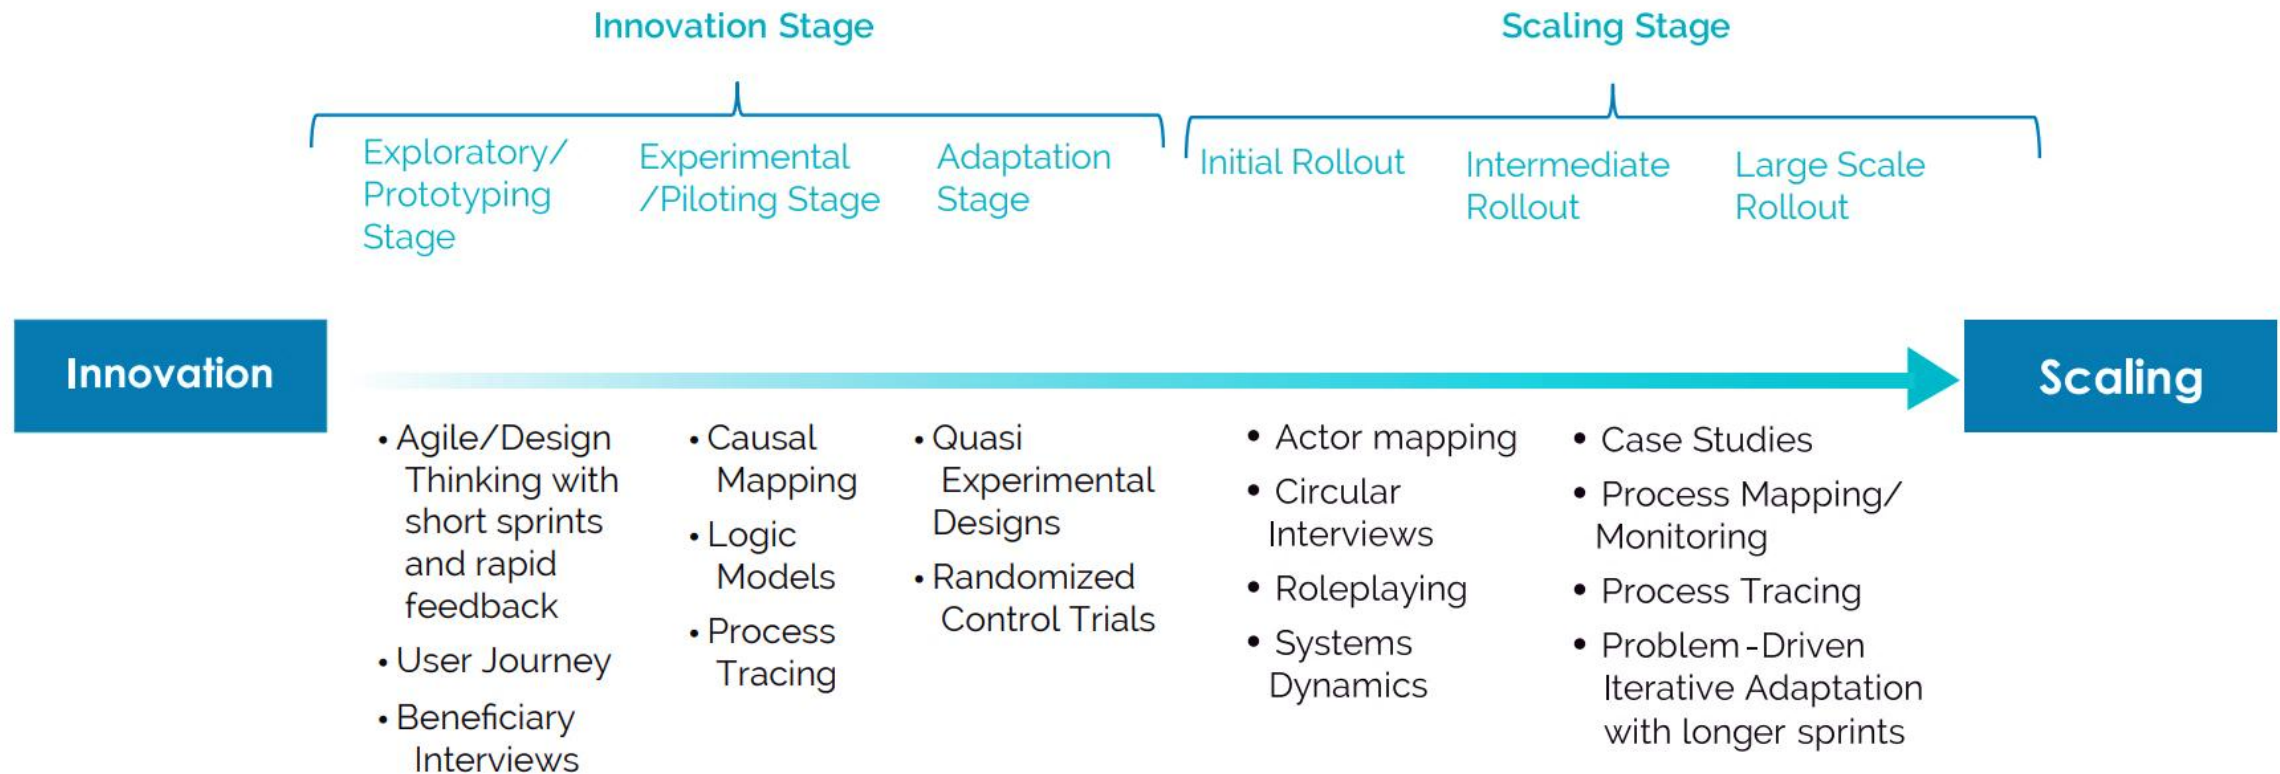 Innovation Stage
Scaling Stage
Exploratory/
Prototyping
Stage
Experimental
/Piloting Stage
Adaptation
Stage
Initial Rollout
Intermediate
Rollout
Large Scale
Rollout
Innovation
Scaling
• Agile/Design
Thinking with
short sprints
and rapid
feedback
• User Journey
• Beneficiary
Interviews
• Causal
Mapping
• Logic
Models
• Process
Tracing
• Quasi
Experimental
Designs
• Randomized
Control Trials
• Actor mapping
• Circular
Interviews
• Roleplaying
• Systems
Dynamics
• Case Studies
• Process Mapping/
Monitoring
• Process Tracing
• Problem-Driven
Iterative Adaptation
with longer sprints